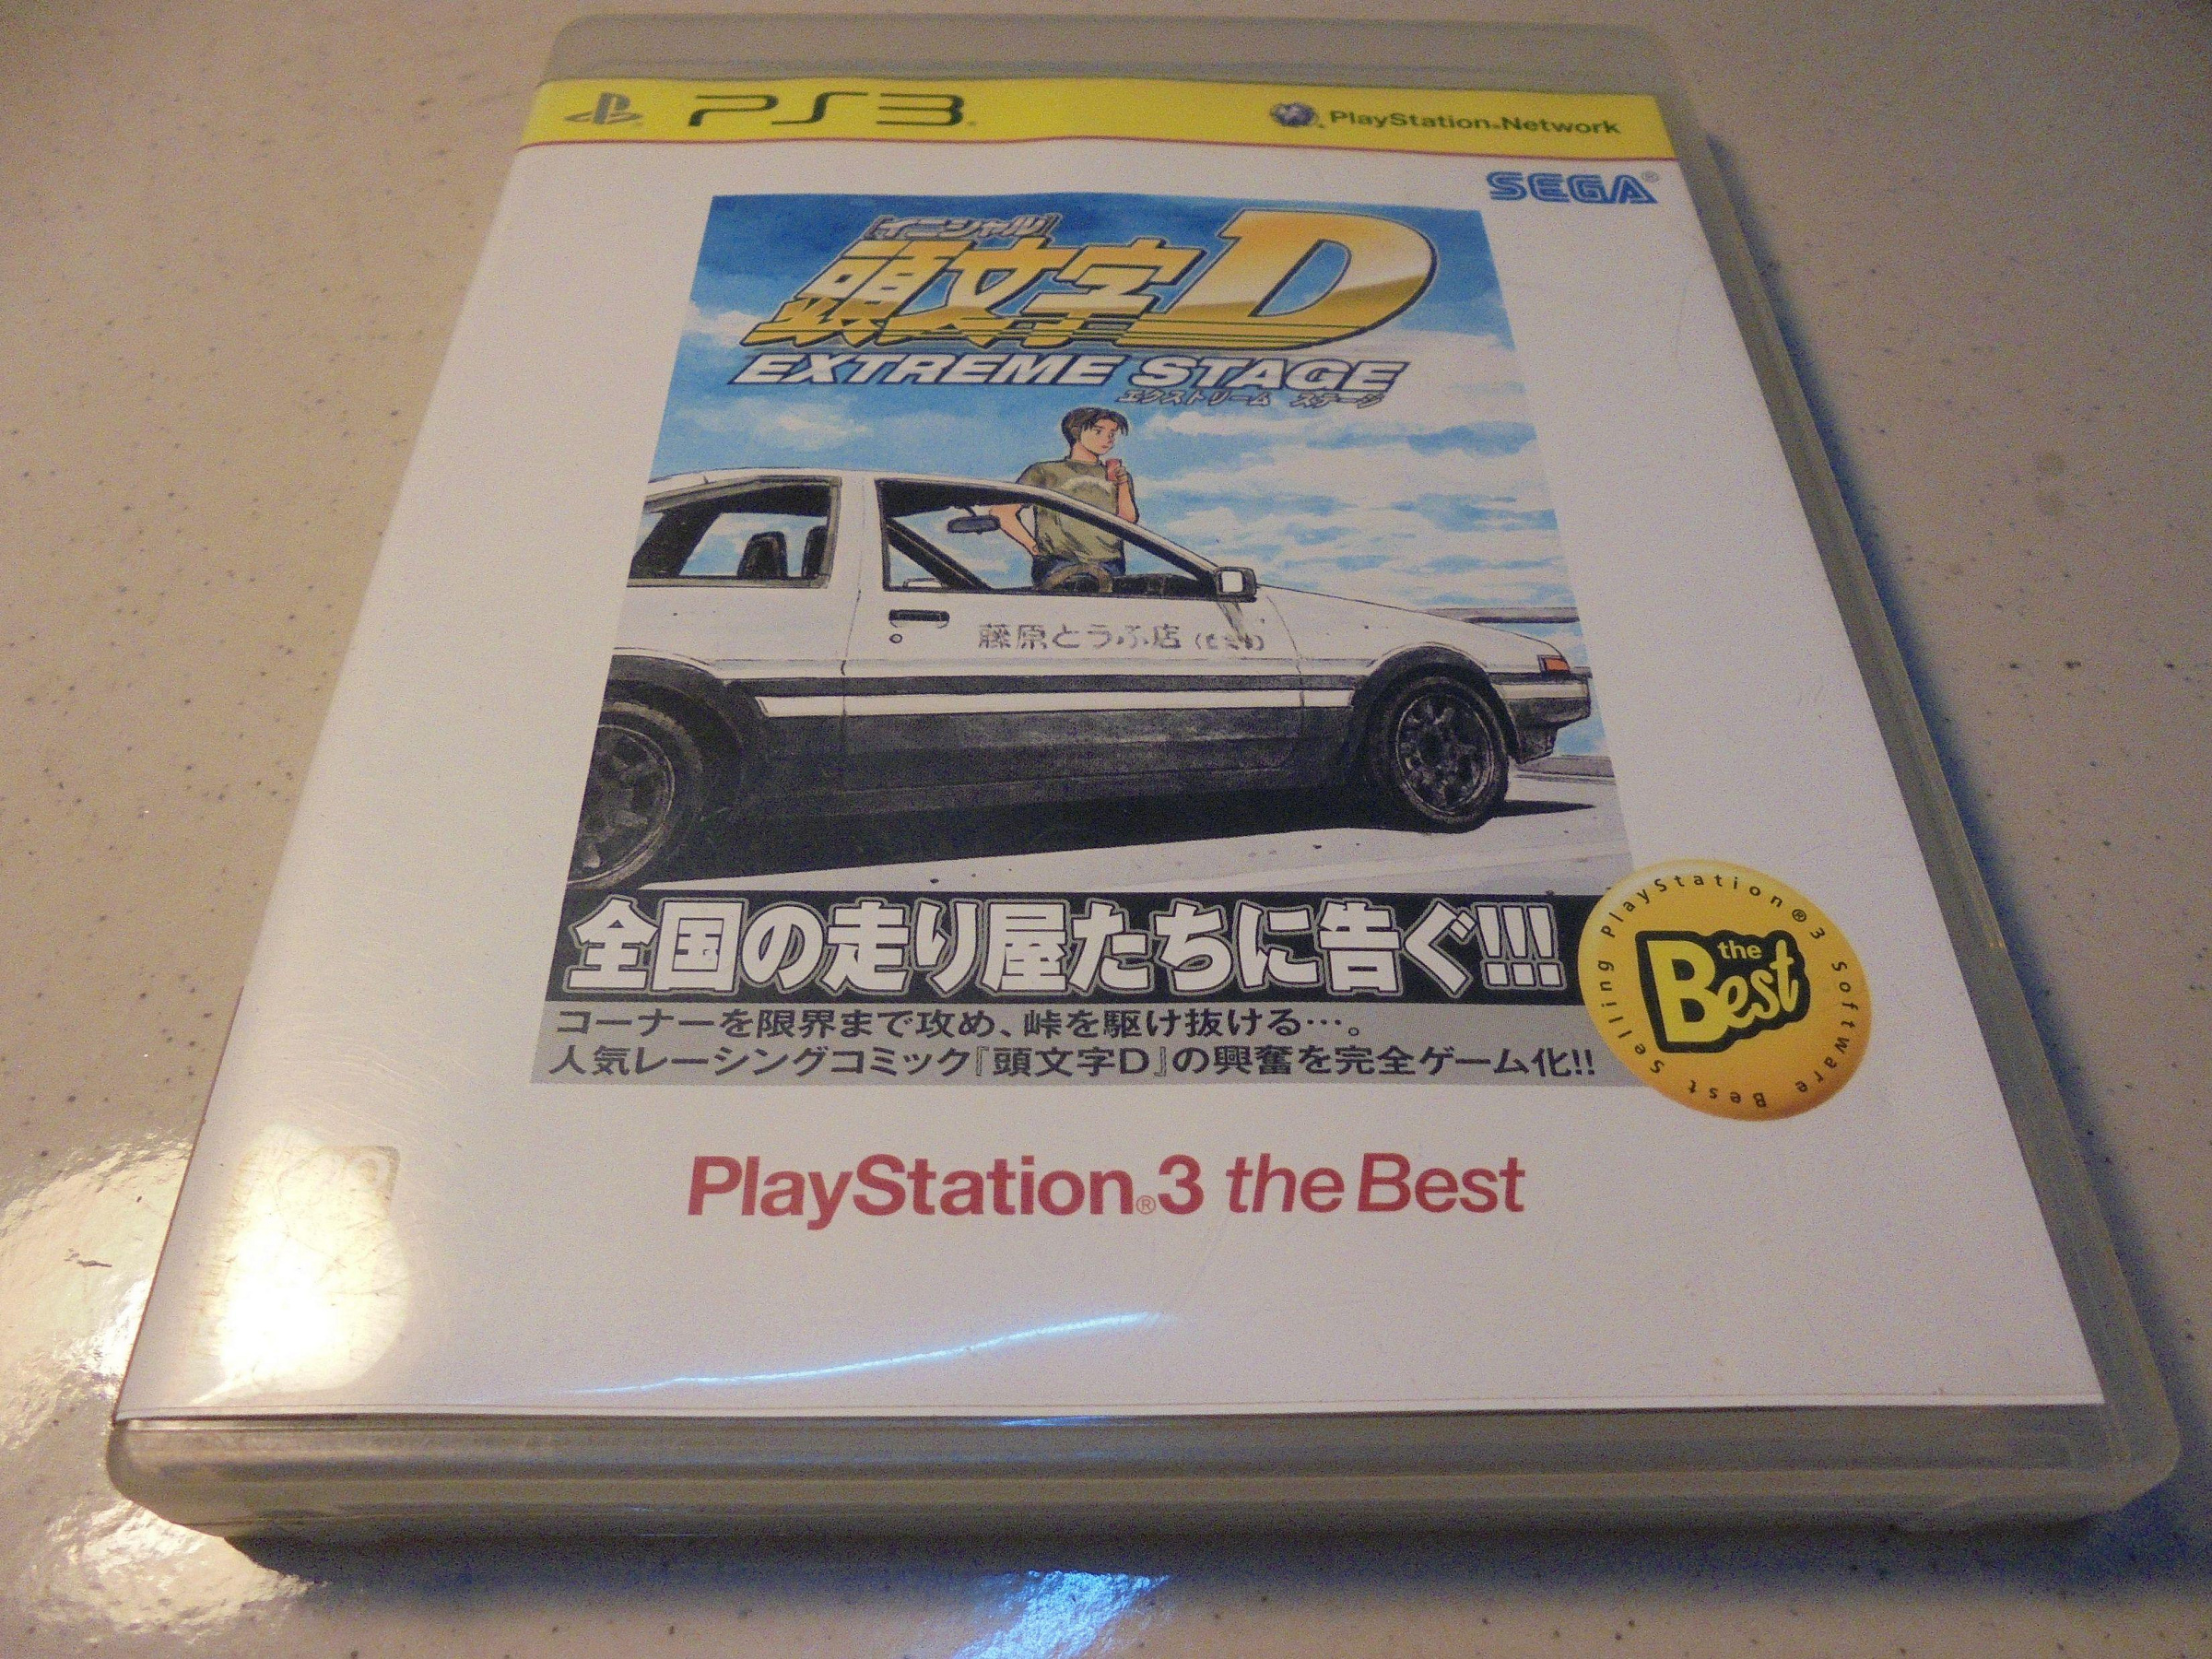 PS3
PlayStation®Network
SEGA®
[イニシャル]
頭文字D
EXTREME STAGE
エクストリーム ステージ
藤原とうふ店(自家用)
全国の走り屋たちに告ぐ!!!
コーナーを限界まで攻め、峠を駆け抜ける…。
人気レーシングコミック『頭文字D』の興奮を完全ゲーム化!!
PlayStation®3 Software Best Selling
the Best
PlayStation®3 the Best